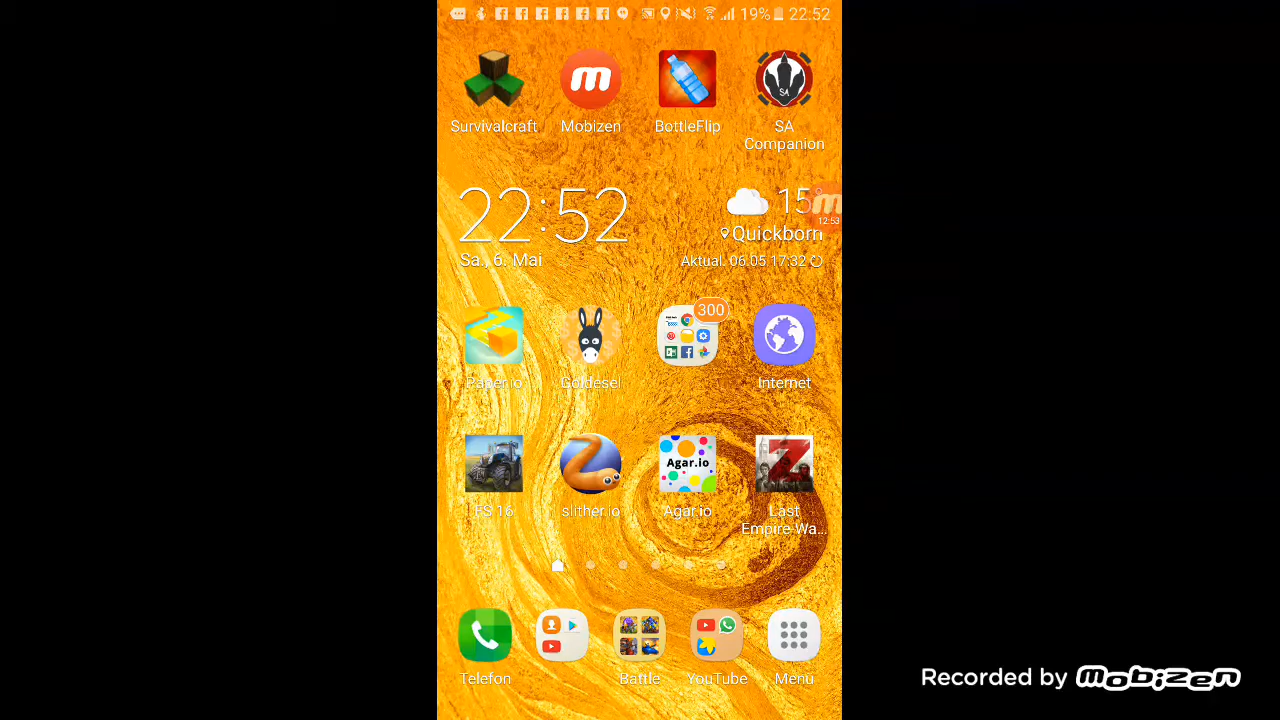 19% 22:52
Survivalcraft
Mobizen
BottleFlip
SA
Companion
22:52
Sa., 6. Mai
15°
12:53
Quickborn
Aktual. 06.05 17:32
Paper.io
Goldesel
300
Internet
Agar.io
FS 16
slither.io
Agar.io
Last
Empire-Wa...
Telefon
Battle
YouTube
Menü
Recorded by mobizen